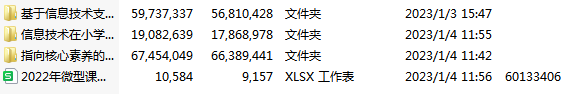 基于信息技术支... 59,737,337 56,810,428 文件夹 2023/1/3 15:47
信息技术在小学... 19,082,639 17,868,978 文件夹 2023/1/4 11:55
指向核心素养的... 67,454,049 66,389,441 文件夹 2023/1/4 11:42
2022年微型课... 10,584 9,157 XLSX 工作表 2023/1/4 11:56 60133406